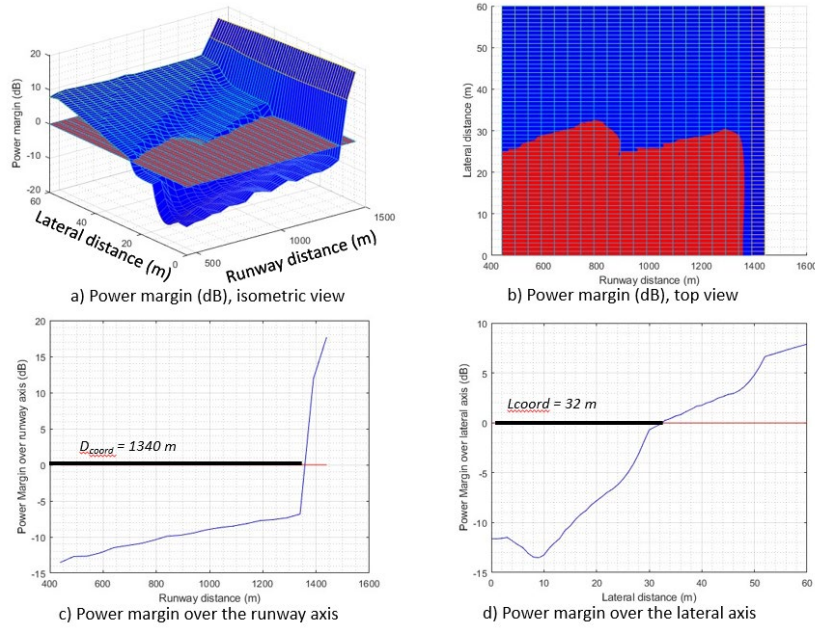 20
10
0
-10
-20
Power margin (dB)
60
40
20
0
Lateral distance (m)
500
1000
1500
Runway distance (m)
a) Power margin (dB), isometric view
60
50
40
30
20
10
0
Lateral distance (m)
400 600 800 1000 1200 1400 1600
Runway distance (m)
b) Power margin (dB), top view
20
15
10
5
0
-5
-10
-15
Power Margin over runway axis (dB)
D_coord = 1340 m
400 600 800 1000 1200 1400 1600
Runway distance (m)
c) Power margin over the runway axis
10
5
0
-5
-10
-15
Power Margin over lateral axis (dB)
Lcoord = 32 m
0 10 20 30 40 50 60
Lateral distance (m)
d) Power margin over the lateral axis